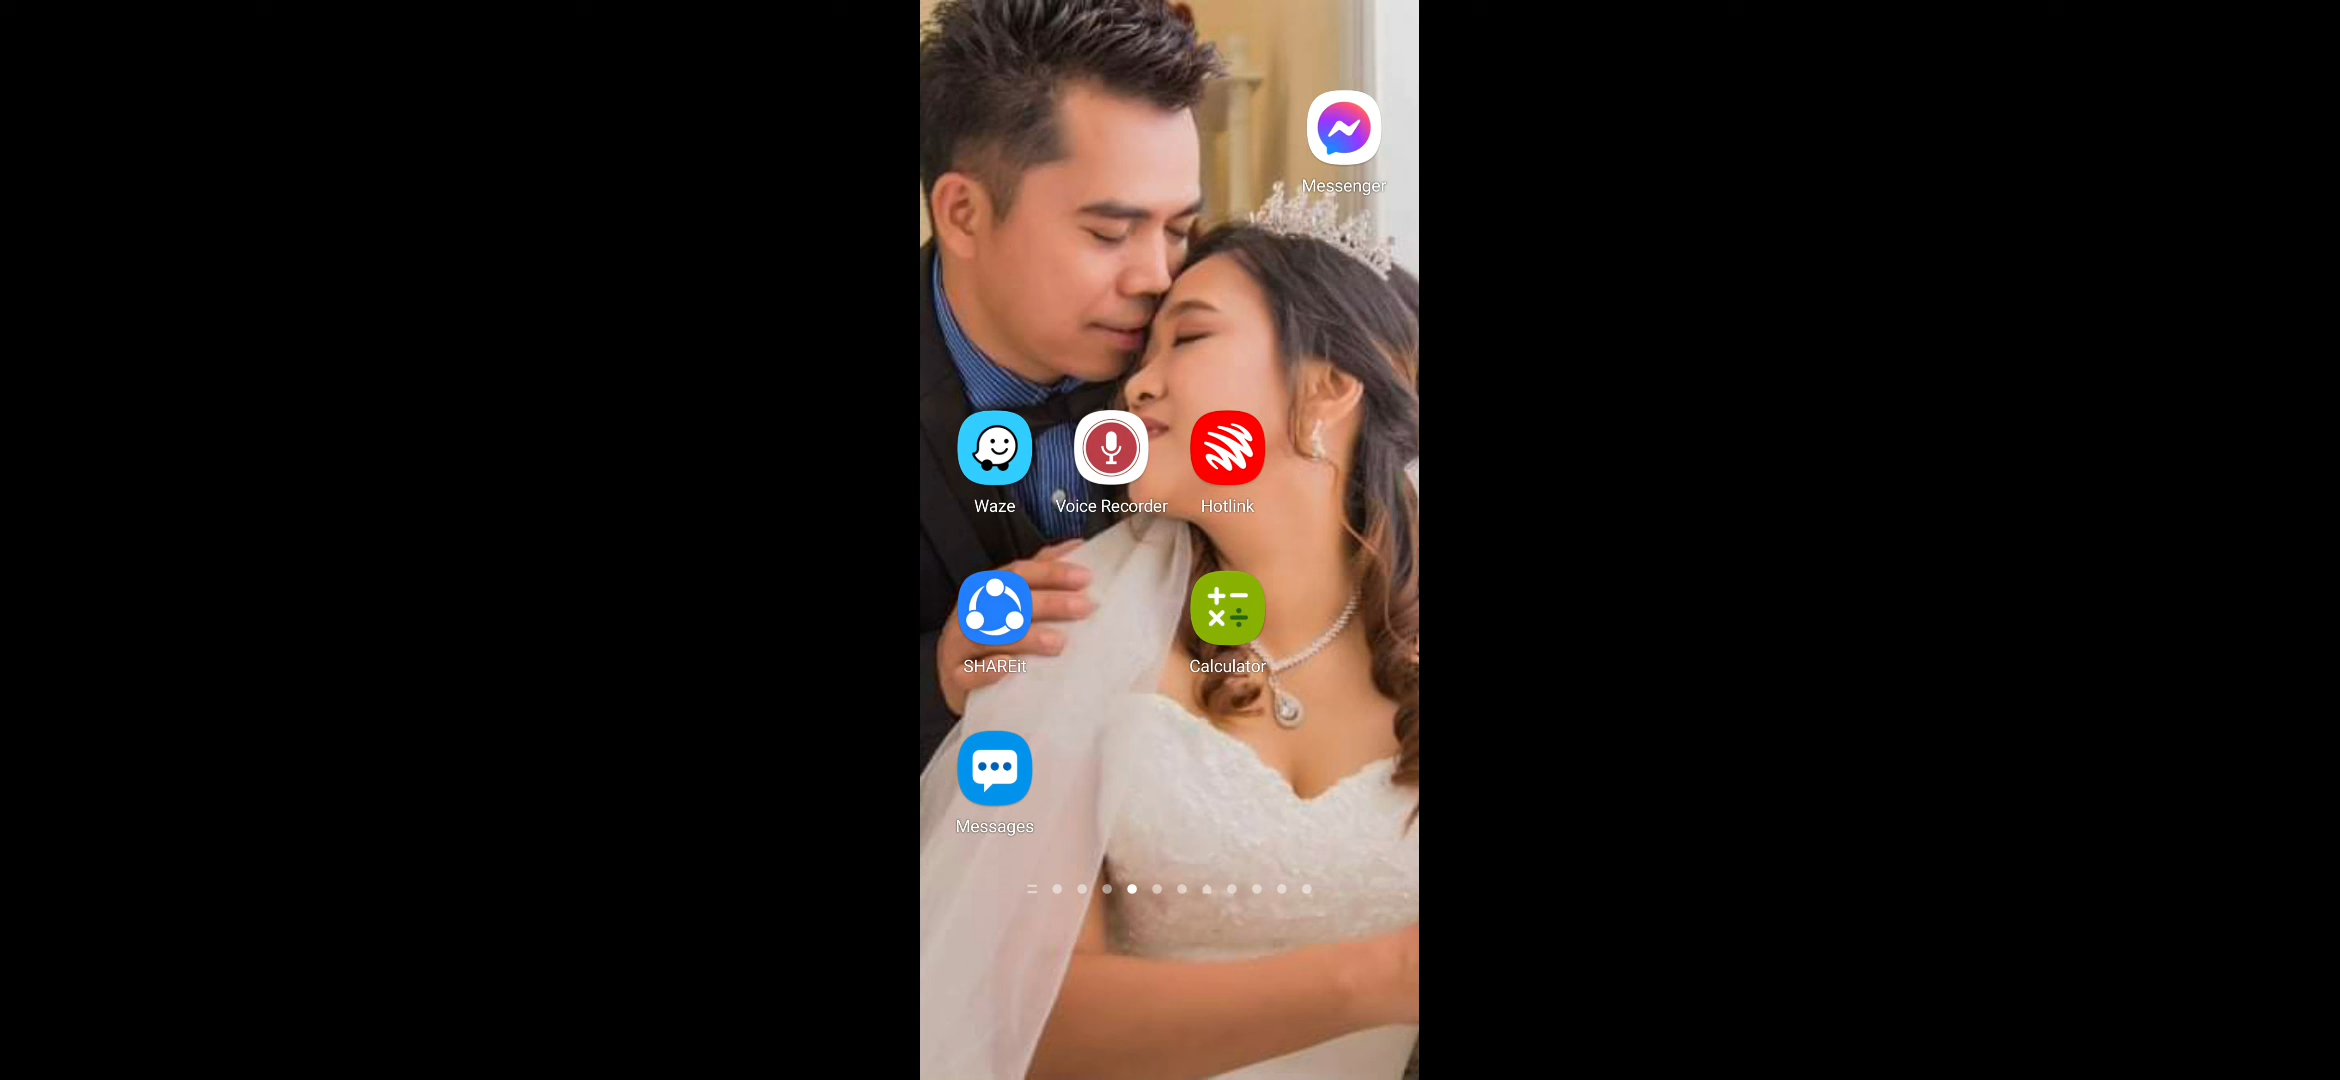 Messenger
Waze
Voice Recorder
Hotlink
SHAREit
Calculator
Messages